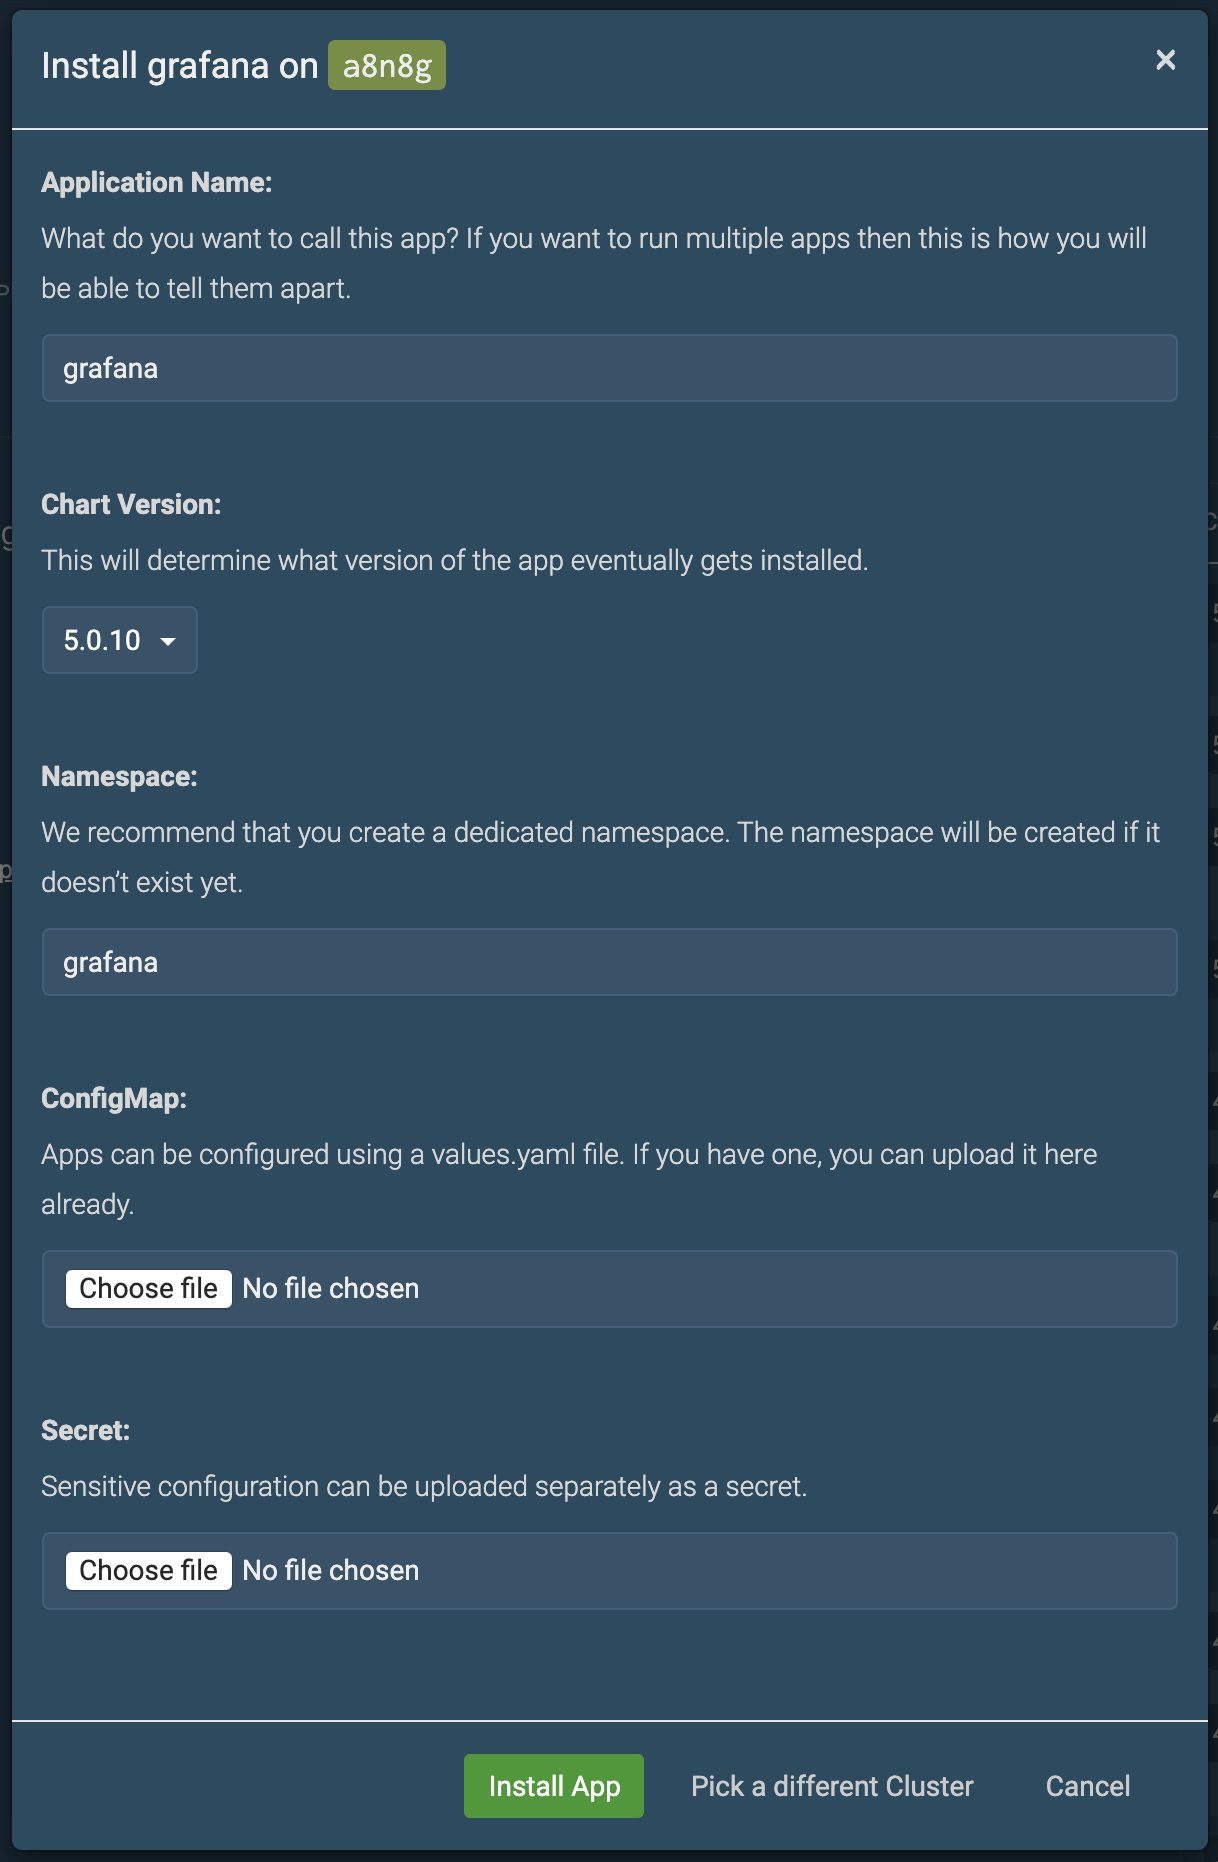 Install grafana on a8n8g
×
Application Name:
What do you want to call this app? If you want to run multiple apps then this is how you will
be able to tell them apart.
grafana
Chart Version:
This will determine what version of the app eventually gets installed.
5.0.10
Namespace:
We recommend that you create a dedicated namespace. The namespace will be created if it
doesn’t exist yet.
grafana
ConfigMap:
Apps can be configured using a values.yaml file. If you have one, you can upload it here
already.
Choose file No file chosen
Secret:
Sensitive configuration can be uploaded separately as a secret.
Choose file No file chosen
Install App Pick a different Cluster Cancel